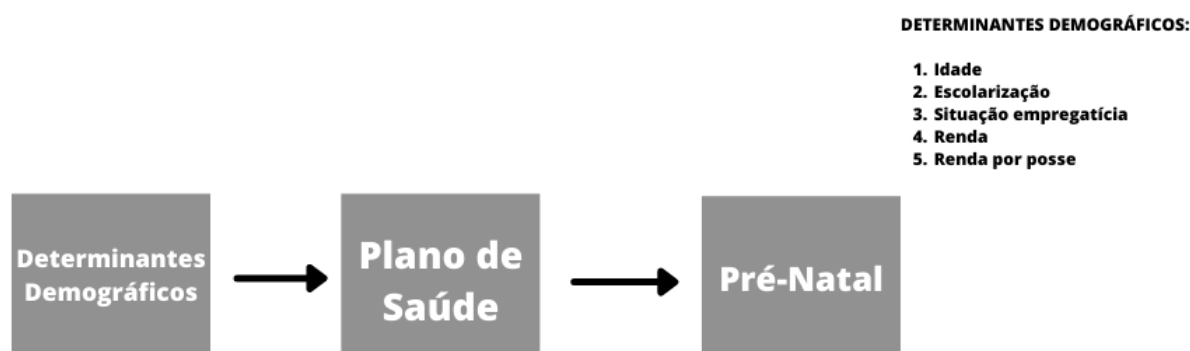 DETERMINANTES DEMOGRÁFICOS:
1. Idade
2. Escolarização
3. Situação empregatícia
4. Renda
5. Renda por posse
Determinantes
Demográficos
Plano de
Saúde
Pré-Natal